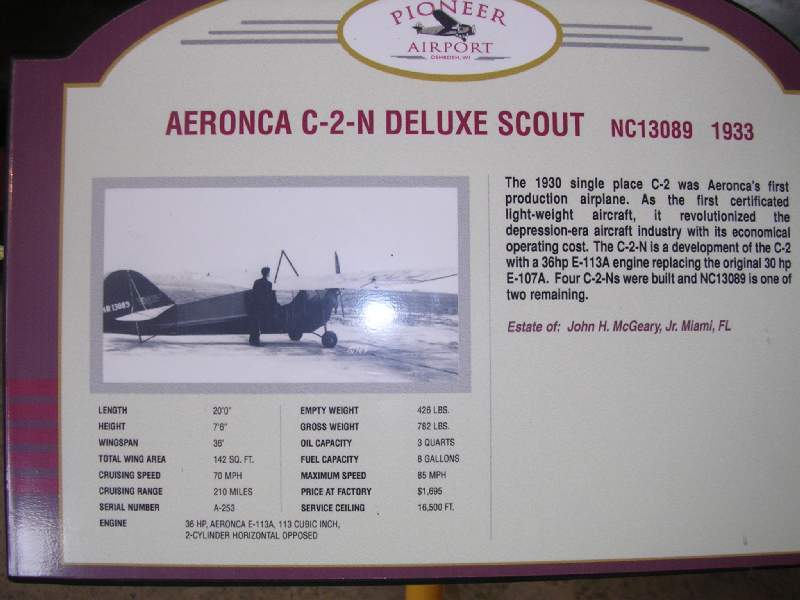 PIONEER
AIRPORT
OSHKOSH, WI
AERONCA C-2-N DELUXE SCOUT NC13089 1933
The 1930 single place C-2 was Aeronca's first
production airplane. As the first certificated
light-weight aircraft, it revolutionized the
depression-era aircraft industry with its economical
operating cost. The C-2-N is a development of the C-2
with a 36hp E-113A engine replacing the original 30 hp
E-107A. Four C-2-Ns were built and NC13089 is one of
two remaining.
Estate of: John H. McGeary, Jr. Miami, FL
NR13089
LENGTH 20'0" EMPTY WEIGHT 426 LBS.
HEIGHT 7'6" GROSS WEIGHT 782 LBS.
WINGSPAN 36' OIL CAPACITY 3 QUARTS
TOTAL WING AREA 142 SQ. FT. FUEL CAPACITY 8 GALLONS
CRUISING SPEED 70 MPH MAXIMUM SPEED 85 MPH
CRUISING RANGE 210 MILES PRICE AT FACTORY $1,695
SERIAL NUMBER A-253 SERVICE CEILING 16,500 FT.
ENGINE 36 HP, AERONCA E-113A, 113 CUBIC INCH,
2-CYLINDER HORIZONTAL OPPOSED